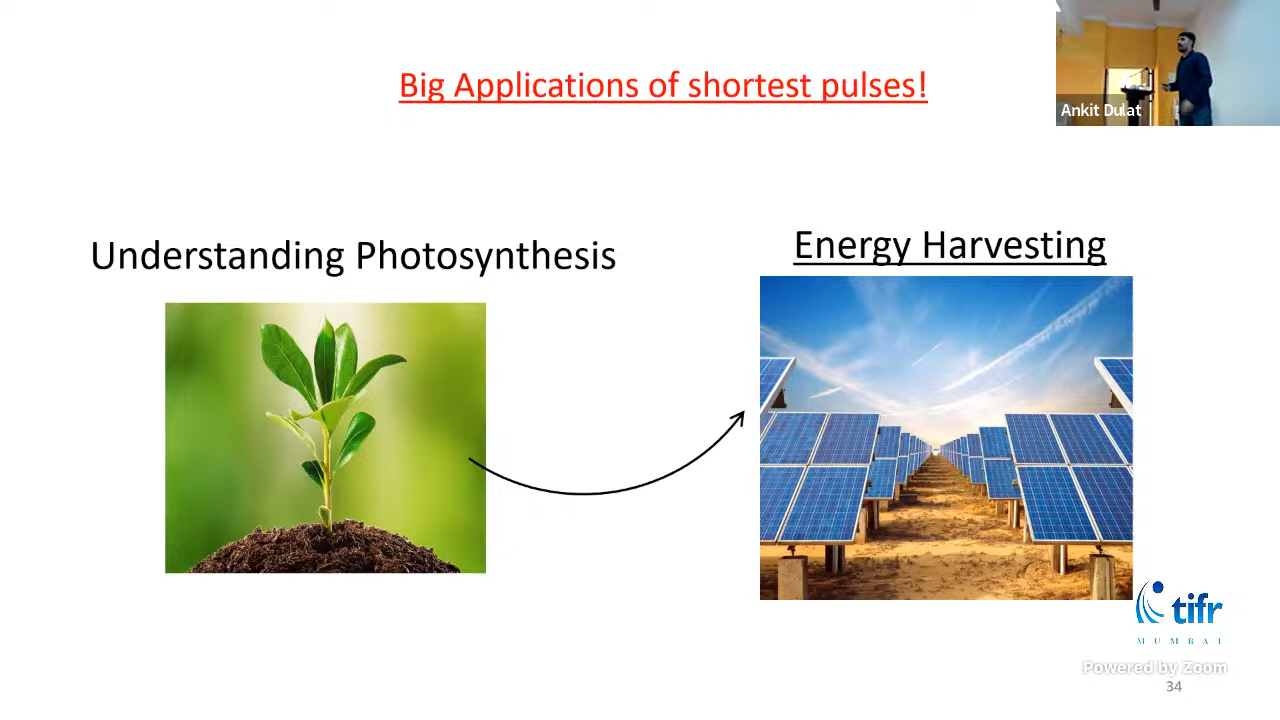 Big Applications of shortest pulses!
Ankit Dulat
Understanding Photosynthesis
Energy Harvesting
tifr
MUMBAI
Powered by Zoom
34